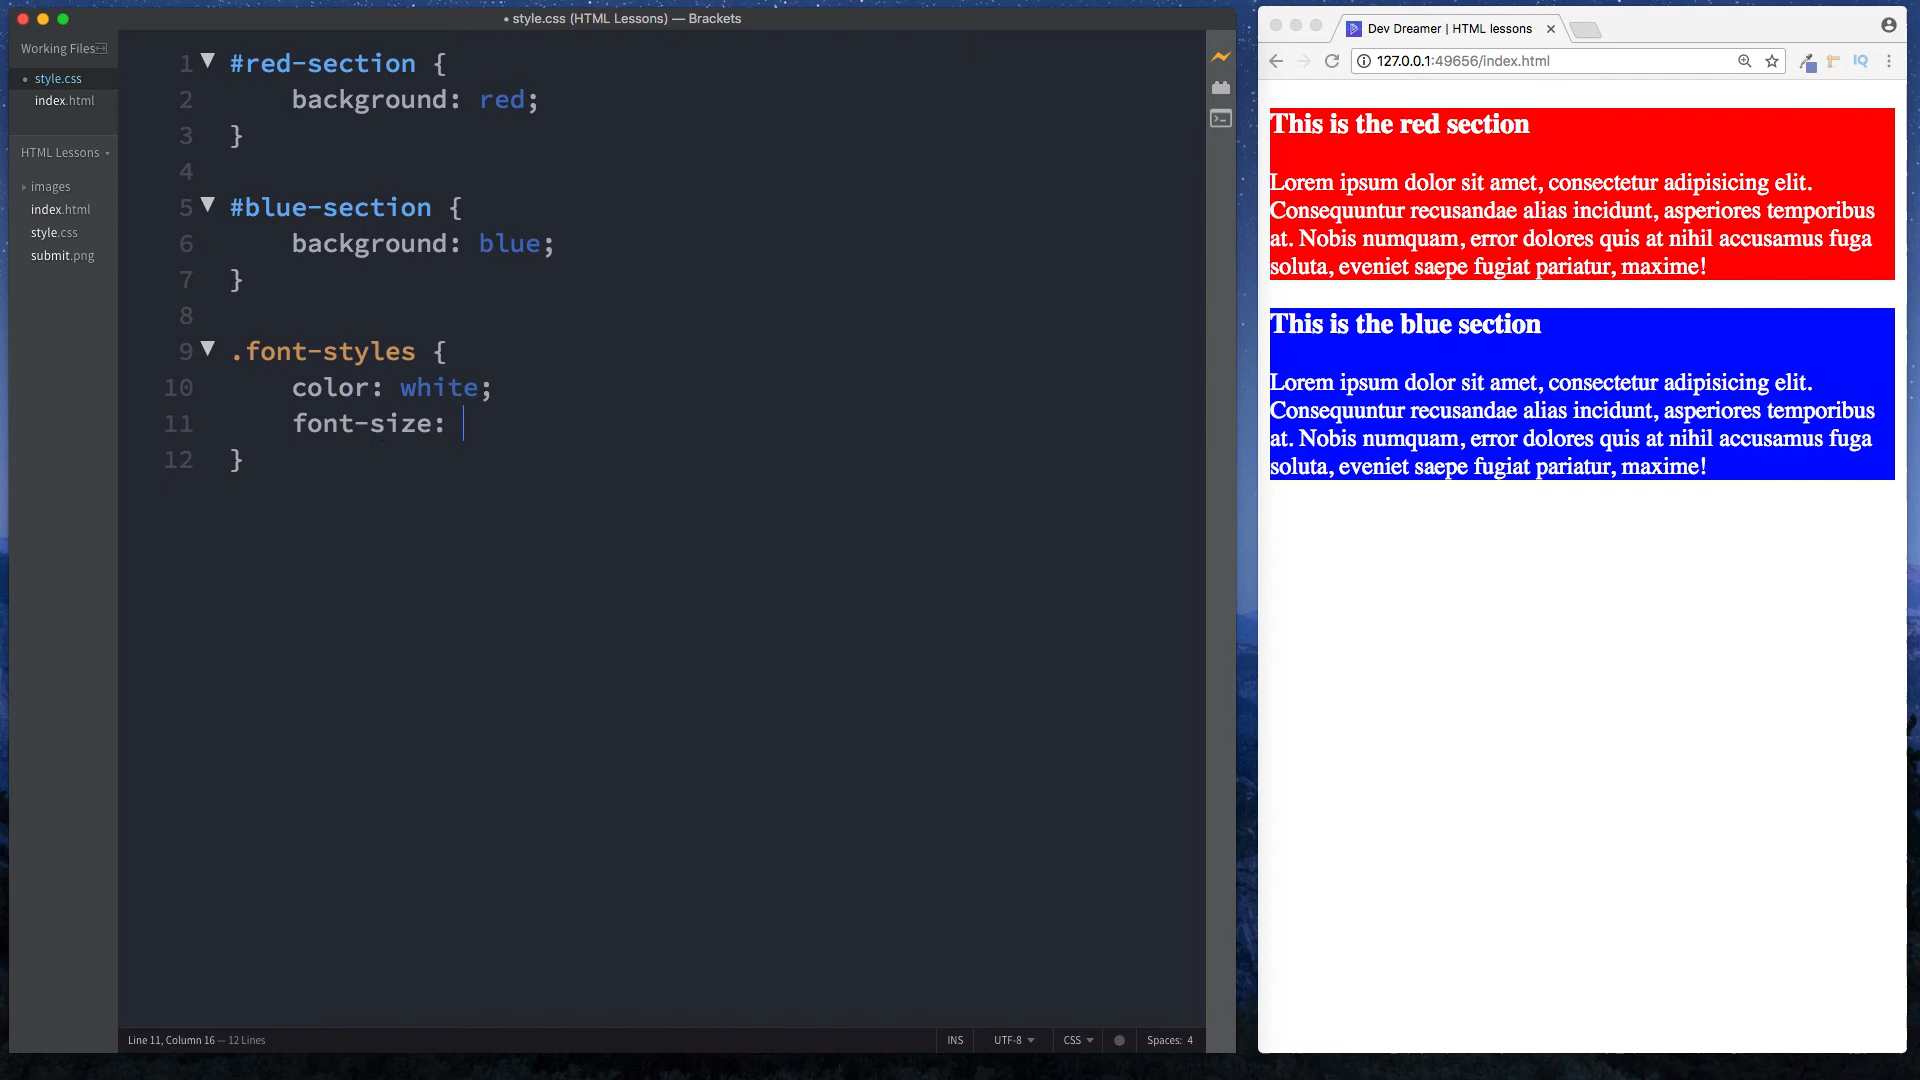 • style.css (HTML Lessons) — Brackets
Working Files
• style.css
index.html
HTML Lessons
images
index.html
style.css
submit.png
1 #red-section {
2 background: red;
3 }
4
5 #blue-section {
6 background: blue;
7 }
8
9 .font-styles {
10 color: white;
11 font-size:
12 }
Line 11, Column 16 — 12 Lines
INS
UTF-8
CSS
Spaces: 4
Dev Dreamer | HTML lessons
127.0.0.1:49656/index.html
IQ
This is the red section
Lorem ipsum dolor sit amet, consectetur adipisicing elit.
Consequuntur recusandae alias incidunt, asperiores temporibus
at. Nobis numquam, error dolores quis at nihil accusamus fuga
soluta, eveniet saepe fugiat pariatur, maxime!
This is the blue section
Lorem ipsum dolor sit amet, consectetur adipisicing elit.
Consequuntur recusandae alias incidunt, asperiores temporibus
at. Nobis numquam, error dolores quis at nihil accusamus fuga
soluta, eveniet saepe fugiat pariatur, maxime!